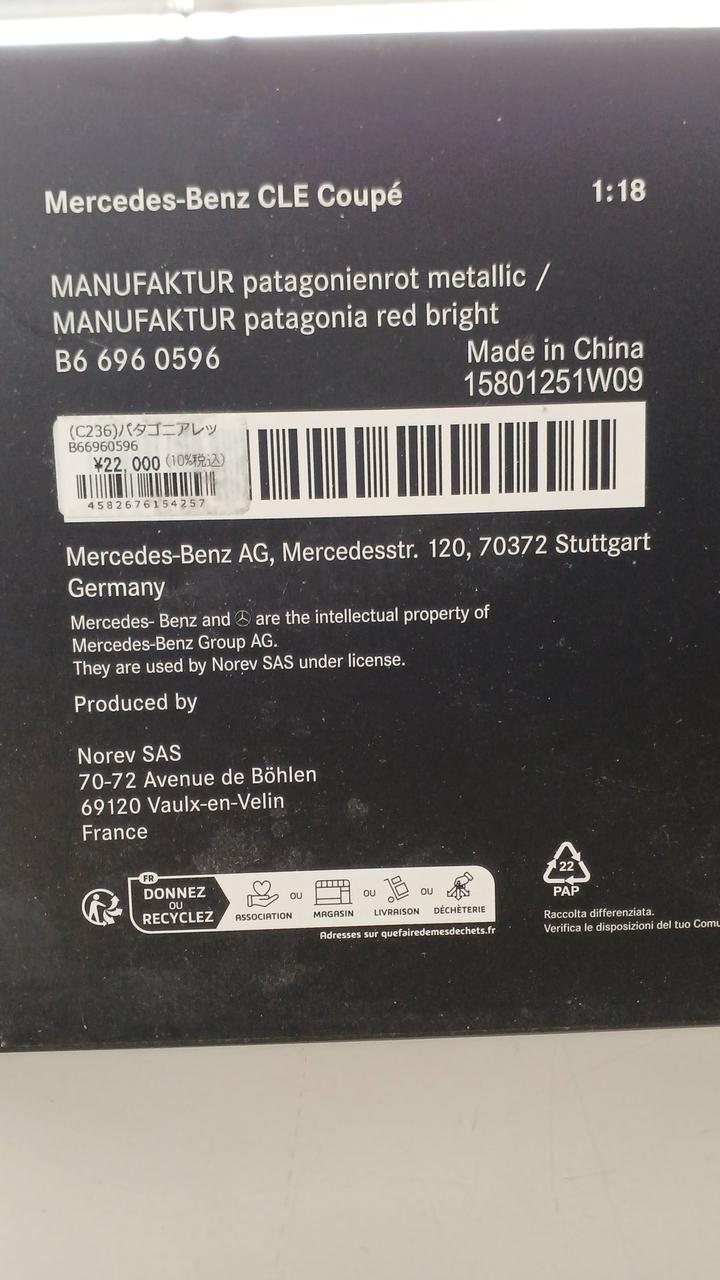 Mercedes-Benz CLE Coupé 1:18
MANUFAKTUR patagonienrot metallic /
MANUFAKTUR patagonia red bright
B6 696 0596
Made in China
15801251W09
(C236)パタゴニアレッ
B66960596
¥22,000 (10%税込)
4582676154257
Mercedes-Benz AG, Mercedesstr. 120, 70372 Stuttgart
Germany
Mercedes- Benz and are the intellectual property of
Mercedes-Benz Group AG.
They are used by Norev SAS under license.
Produced by
Norev SAS
70-72 Avenue de Böhlen
69120 Vaulx-en-Velin
France
FR
DONNEZ
OU
RECYCLEZ
ASSOCIATION OU MAGASIN OU LIVRAISON OU DÉCHÈTERIE
Adresses sur quefairedemesdechets.fr
22
PAP
Raccolta differenziata.
Verifica le disposizioni del tuo Comu